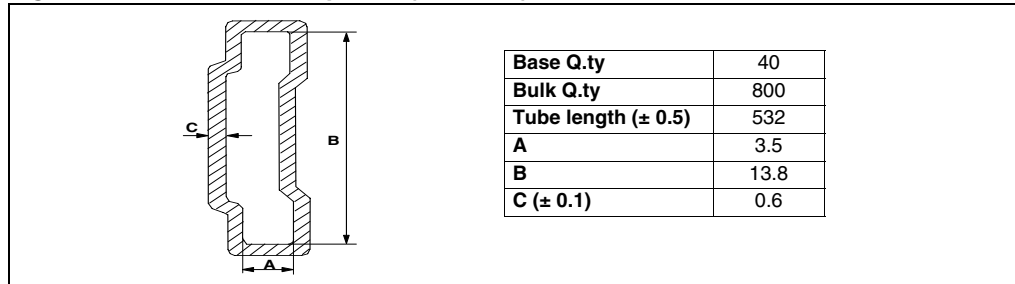 C
B
A
Base Q.ty 40
Bulk Q.ty 800
Tube length (± 0.5) 532
A 3.5
B 13.8
C (± 0.1) 0.6